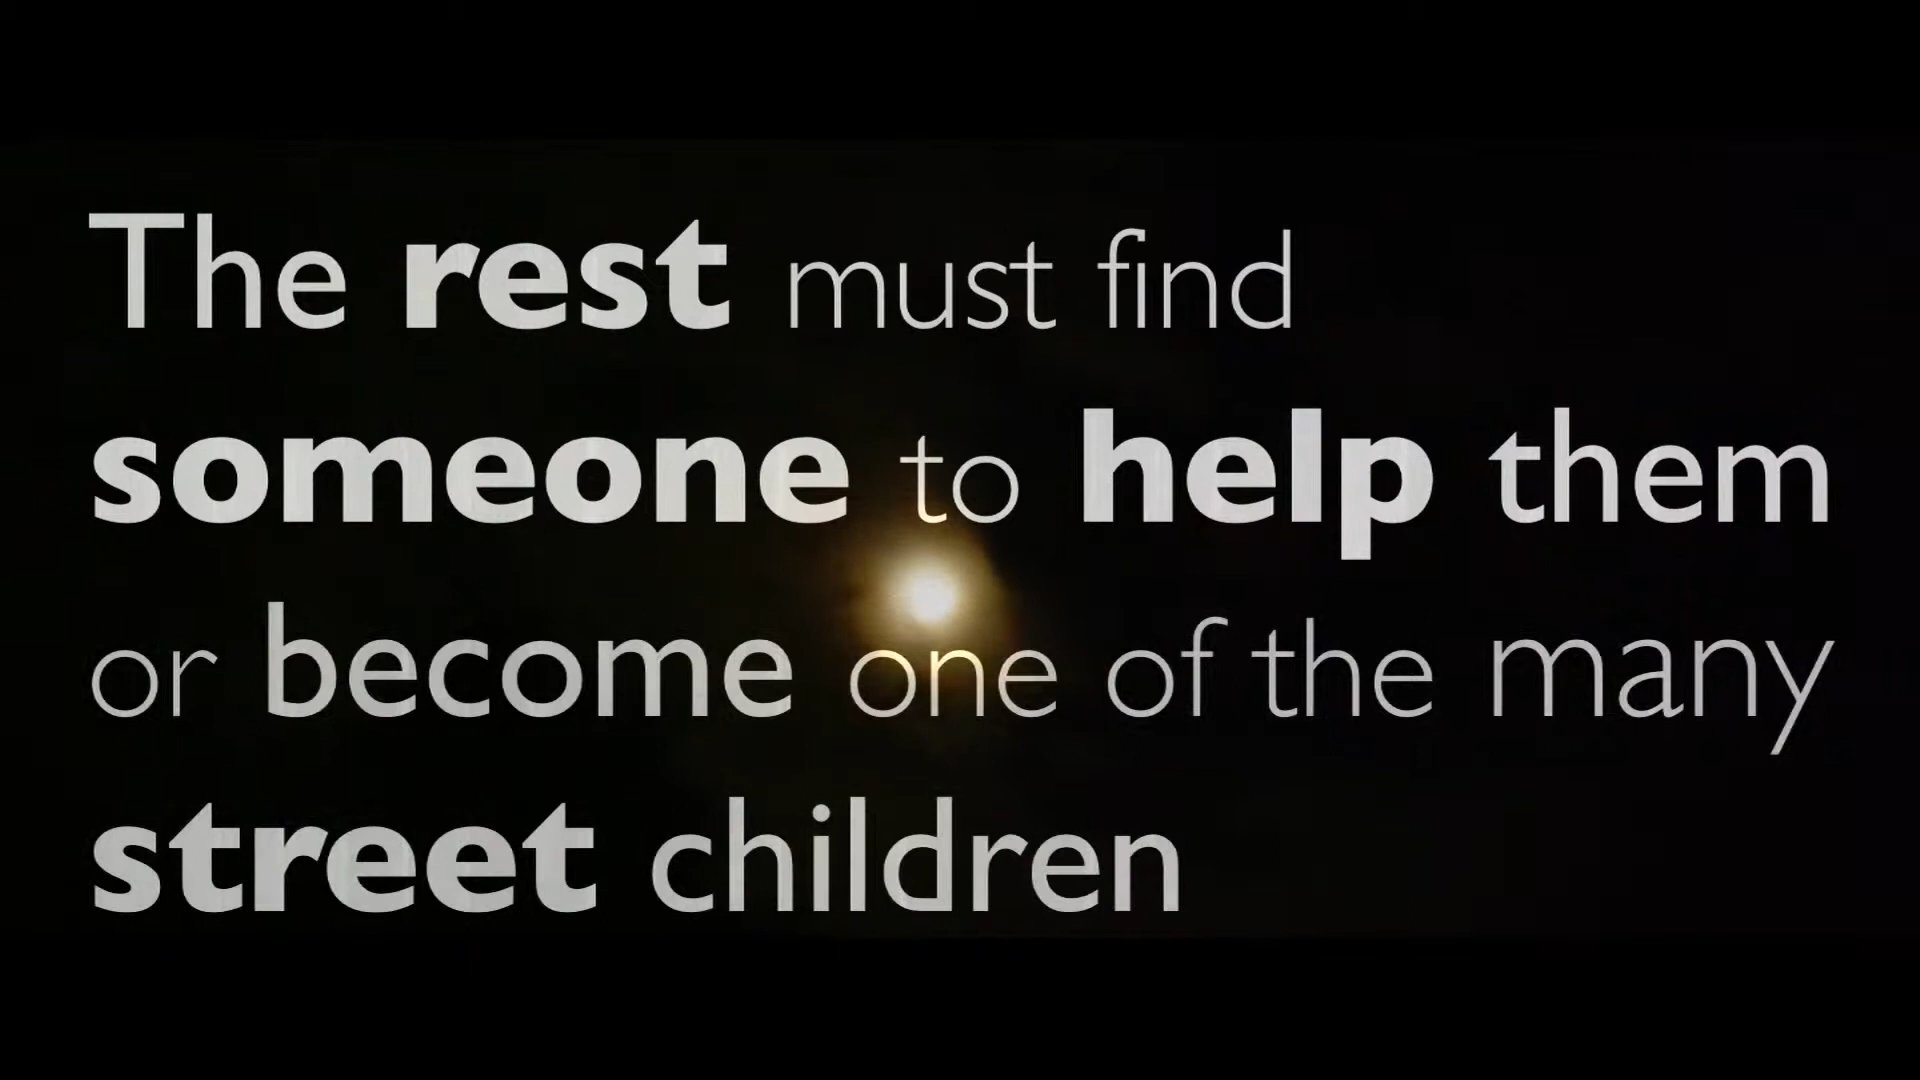 The rest must find
someone to help them
or become one of the many
street children